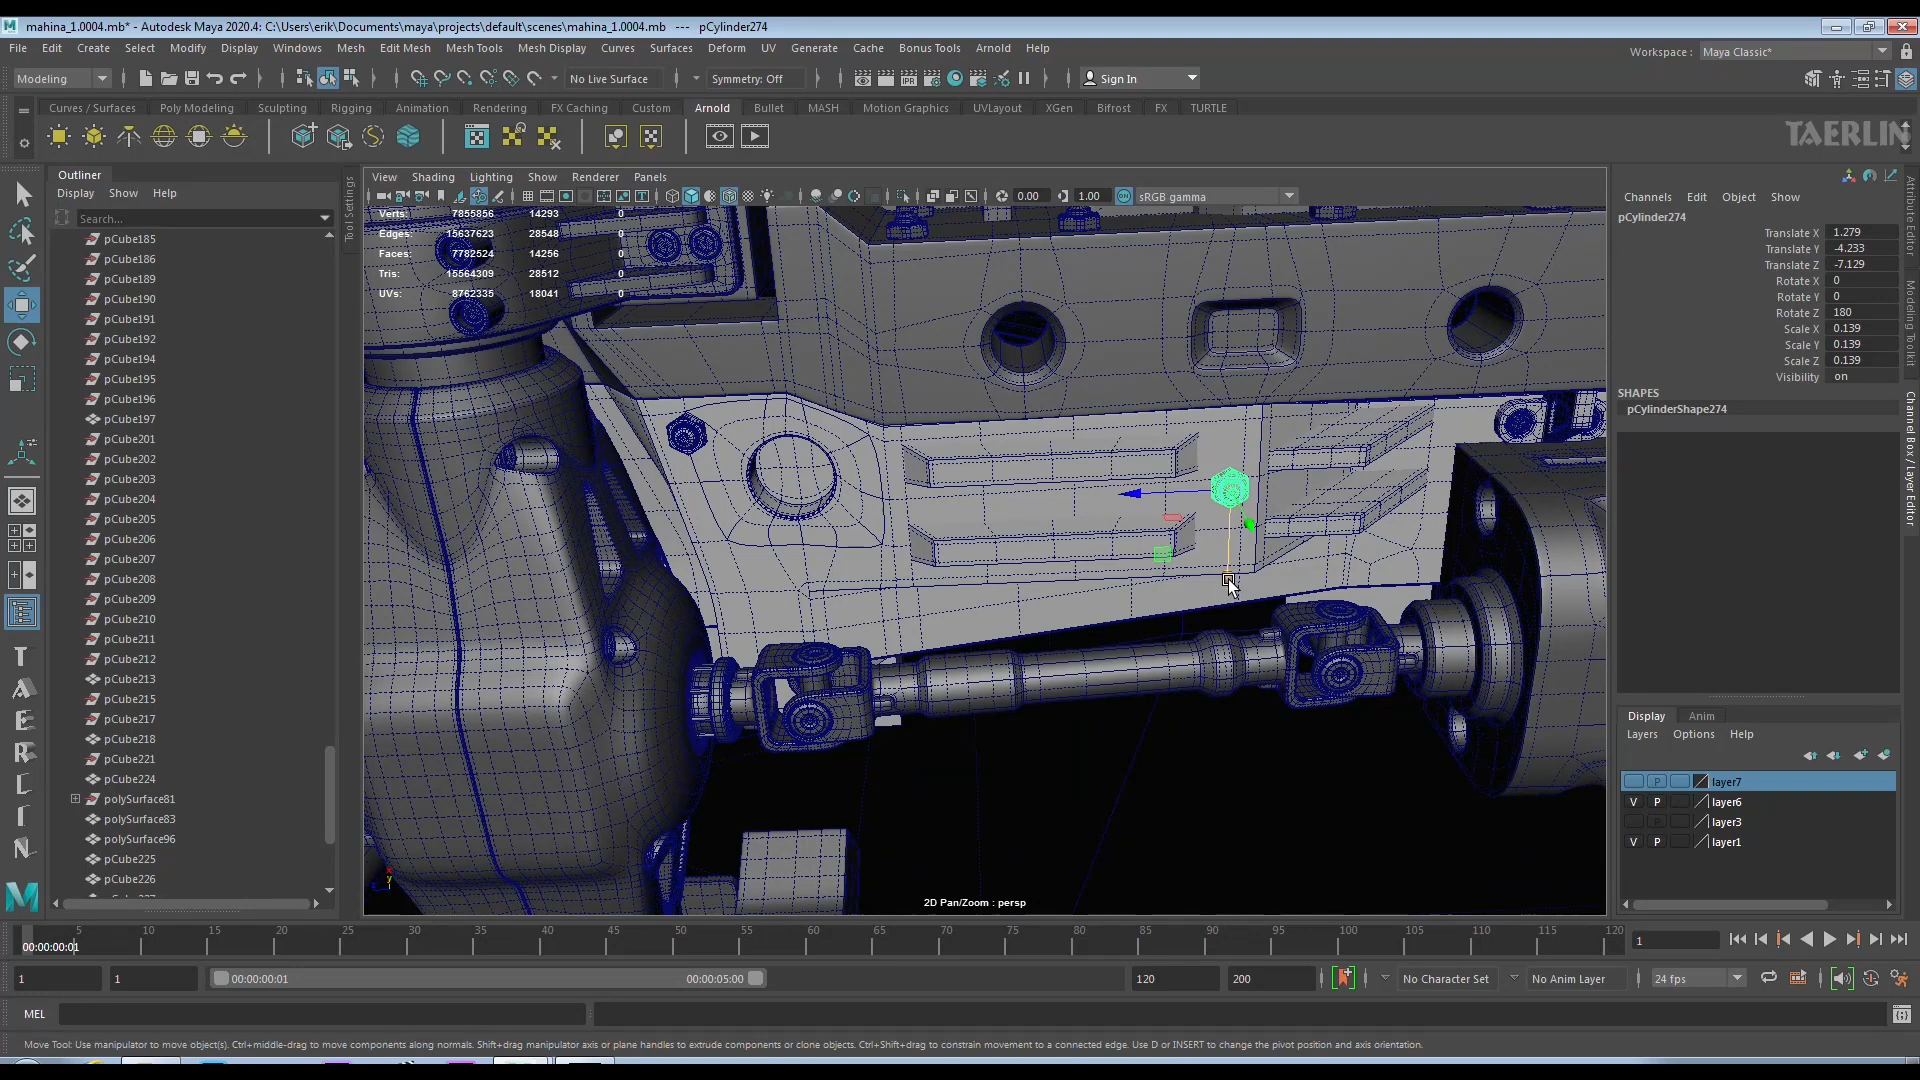 mahina_1.0004.mb* - Autodesk Maya 2020.4: C:\Users\erik\Documents\maya\projects\default\scenes\mahina_1.0004.mb --- pCylinder274
File Edit Create Select Modify Display Windows Mesh Edit Mesh Mesh Tools Mesh Display Curves Surfaces Deform UV Generate Cache Bonus Tools Arnold Help
Workspace : Maya Classic*
Modeling No Live Surface Symmetry: Off Sign In
Curves / Surfaces Poly Modeling Sculpting Rigging Animation Rendering FX Caching Custom Arnold Bullet MASH Motion Graphics UVLayout XGen Bifrost FX TURTLE
TAERLIN
Outliner
Display Show Help
Search...
pCube185
pCube186
pCube189
pCube190
pCube191
pCube192
pCube194
pCube195
pCube196
pCube197
pCube201
pCube202
pCube203
pCube204
pCube205
pCube206
pCube207
pCube208
pCube209
pCube210
pCube211
pCube212
pCube213
pCube215
pCube217
pCube218
pCube221
pCube224
polySurface81
polySurface83
polySurface96
pCube225
pCube226
Tool Settings
View Shading Lighting Show Renderer Panels
0.00 1.00 sRGB gamma
Verts: 7855856 14293 0
Edges: 15637623 28548 0
Faces: 7782524 14256 0
Tris: 15564309 28512 0
UVs: 8762335 18041 0
2D Pan/Zoom : persp
Channels Edit Object Show
pCylinder274
Translate X 1.279
Translate Y -4.233
Translate Z -7.129
Rotate X 0
Rotate Y 0
Rotate Z 180
Scale X 0.139
Scale Y 0.139
Scale Z 0.139
Visibility on
SHAPES
pCylinderShape274
Attribute Editor
Modeling Toolkit
Channel Box / Layer Editor
Display Anim
Layers Options Help
P layer7
V P layer6
P layer3
V P layer1
5 10 15 20 25 30 35 40 45 50 55 60 65 70 75 80 85 90 95 100 105 110 115 120
00:00:00:01
1
1 1 00:00:00:01 00:00:05:00 120 200 No Character Set No Anim Layer 24 fps
MEL
Move Tool: Use manipulator to move object(s). Ctrl+middle-drag to move components along normals. Shift+drag manipulator axis or plane handles to extrude components or clone objects. Ctrl+Shift+drag to constrain movement to a connected edge. Use D or INSERT to change the pivot position and axis orientation.